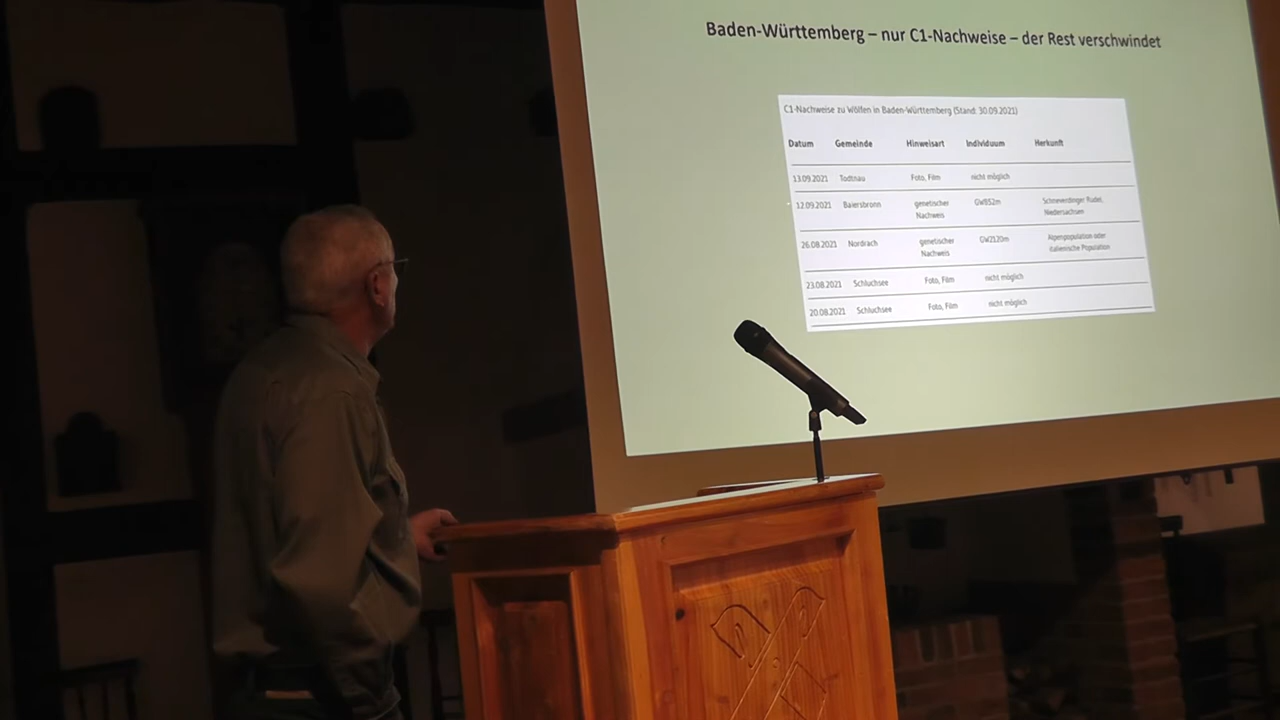 Baden-Württemberg – nur C1-Nachweise – der Rest verschwindet
C1-Nachweise zu Wölfen in Baden-Württemberg (Stand: 30.09.2021)
Datum Gemeinde Hinweisart Individuum Herkunft
13.09.2021 Todtnau Foto, Film nicht möglich
12.09.2021 Baiersbronn genetischer Nachweis GW852m Schneverdinger Rudel, Niedersachsen
26.08.2021 Nordrach genetischer Nachweis GW2120m Alpenpopulation oder italienische Population
23.08.2021 Schluchsee Foto, Film nicht möglich
20.08.2021 Schluchsee Foto, Film nicht möglich